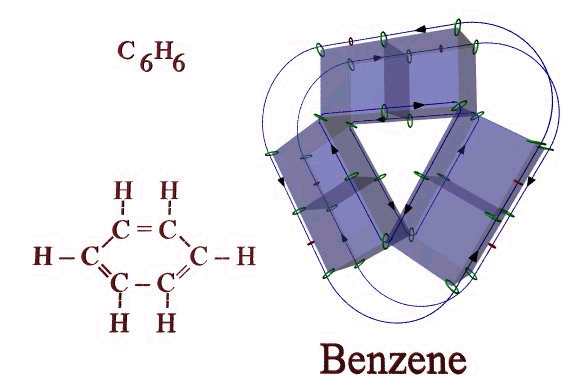 C6H6
H H
C = C
H – C C – H
C – C
H H
Benzene